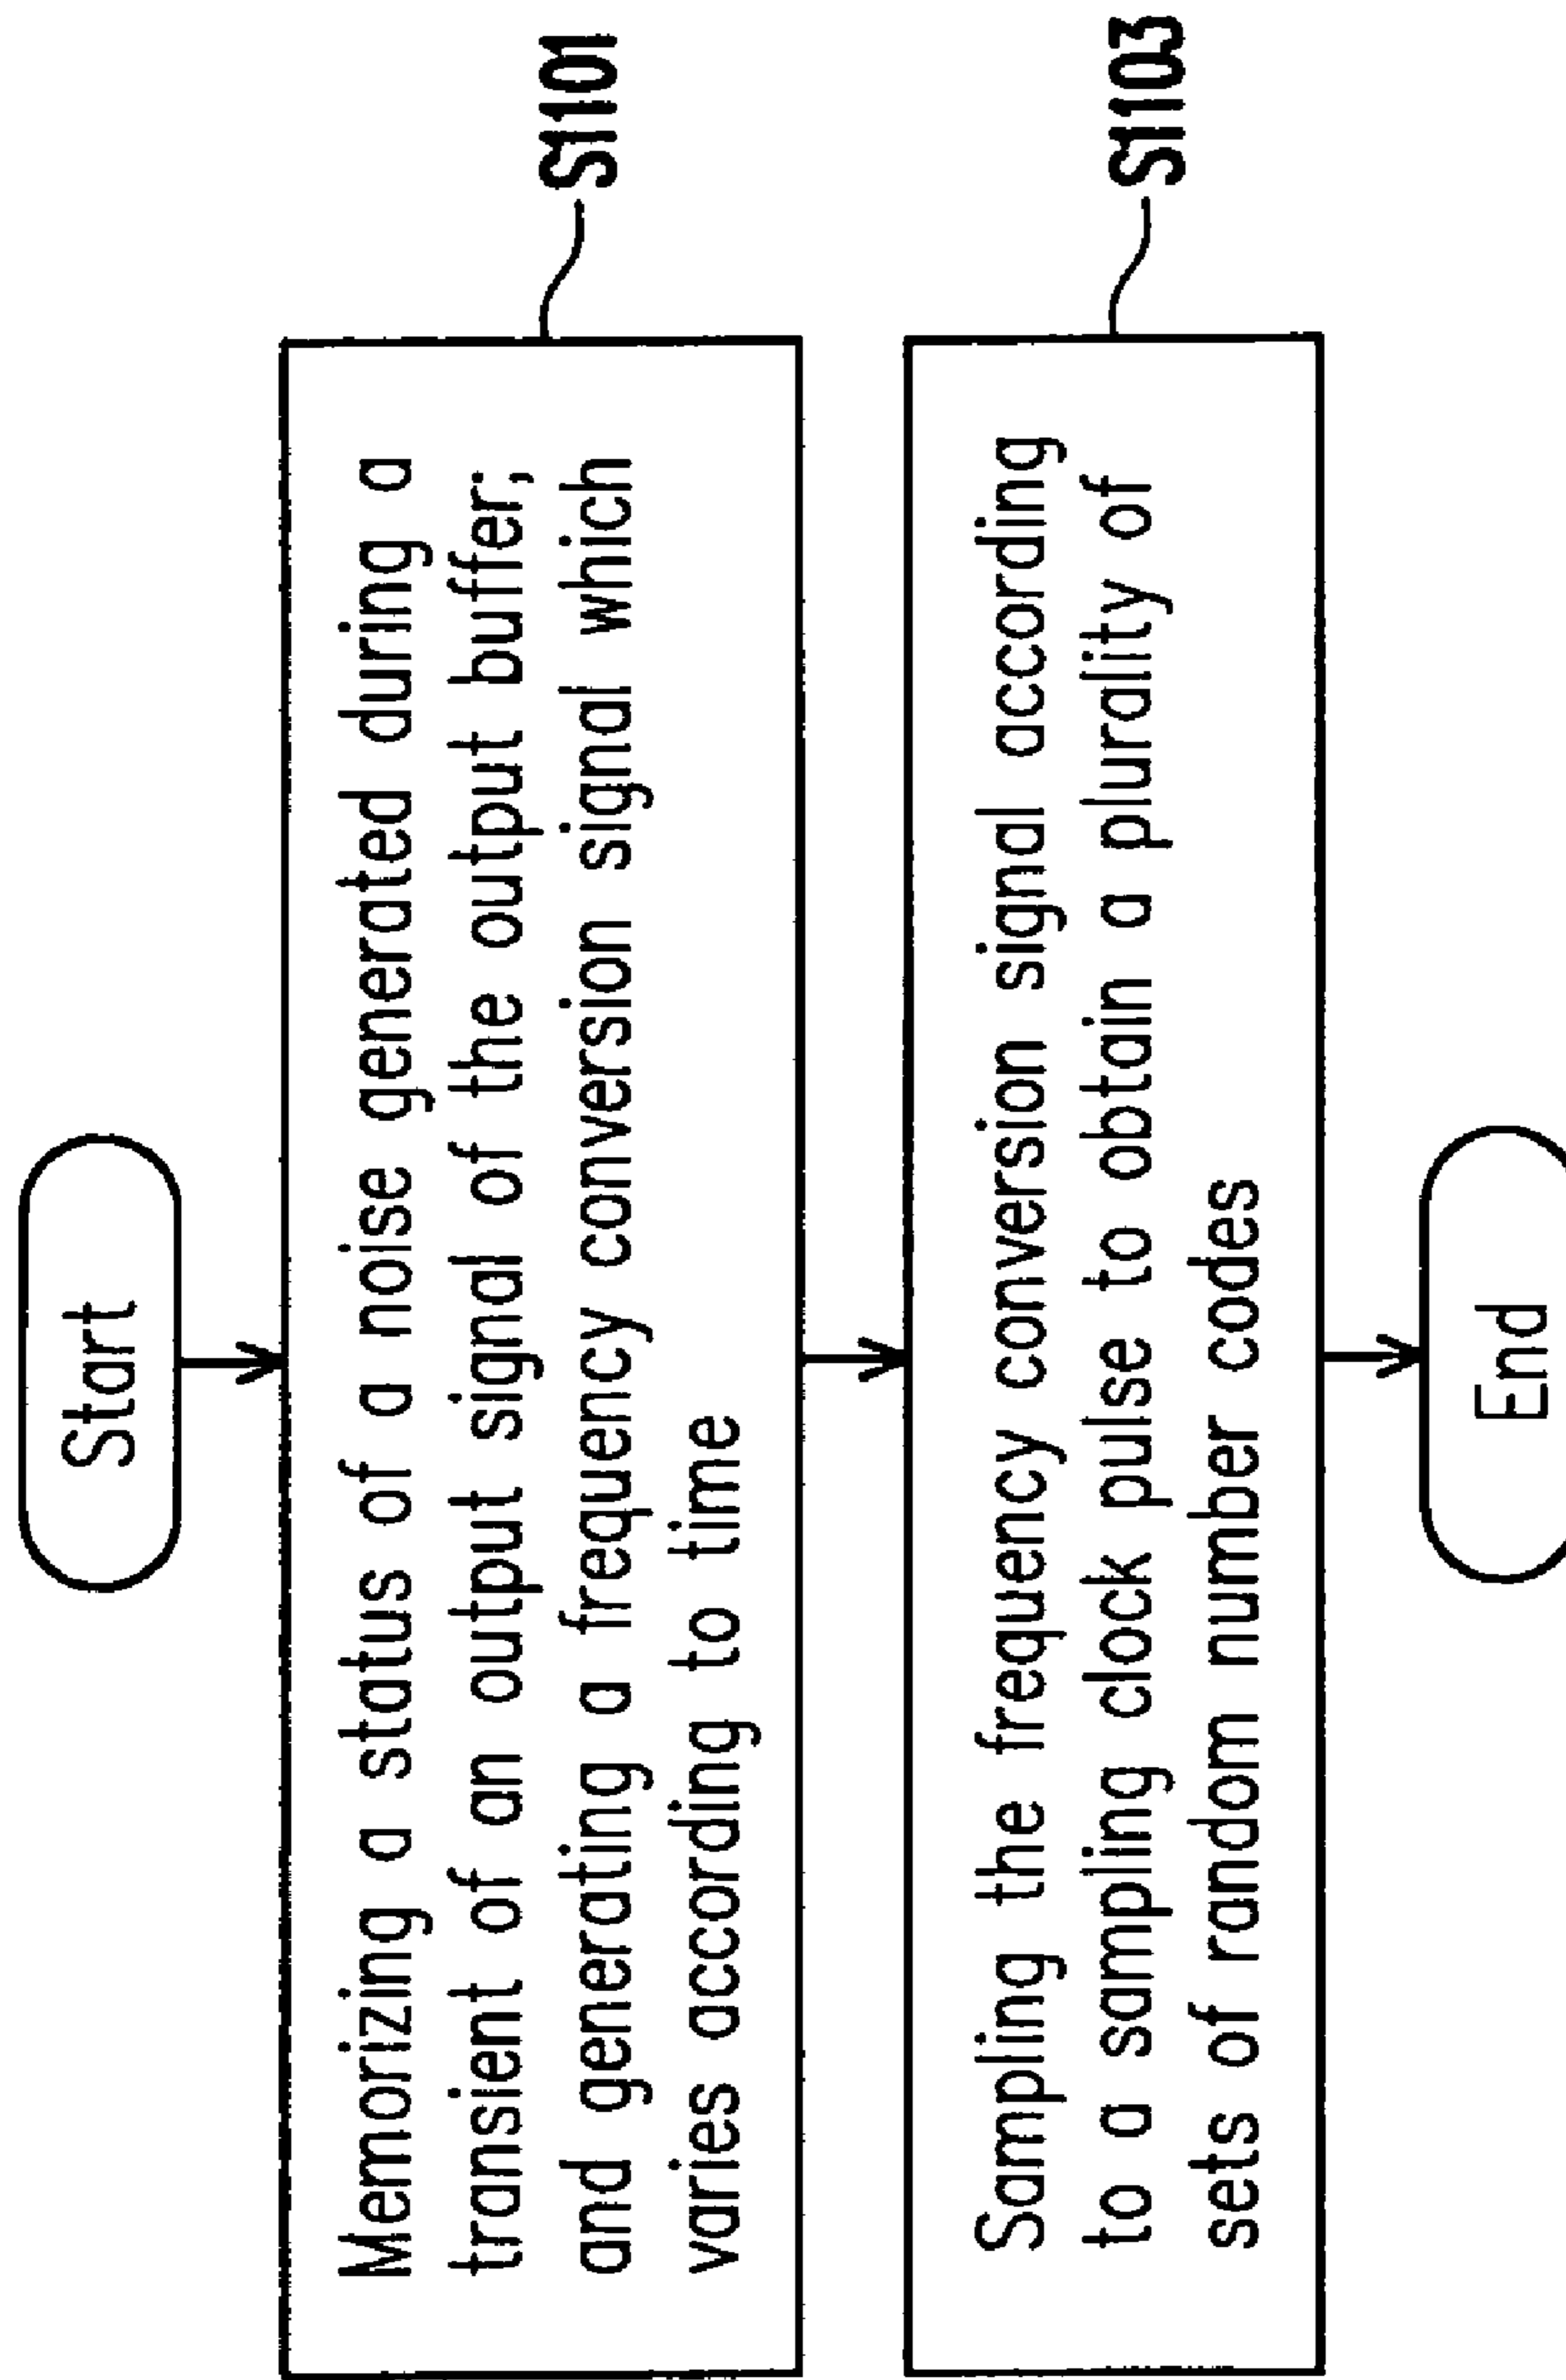 Start
Memorizing a status of a noise generated during a
transient of an output signal of the output buffer;
and generating a frequency conversion signal which
varies according to time
S1101
Sampling the frequency conversion signal according
to a sampling clock pulse to obtain a plurality of
sets of random number codes
S1103
End